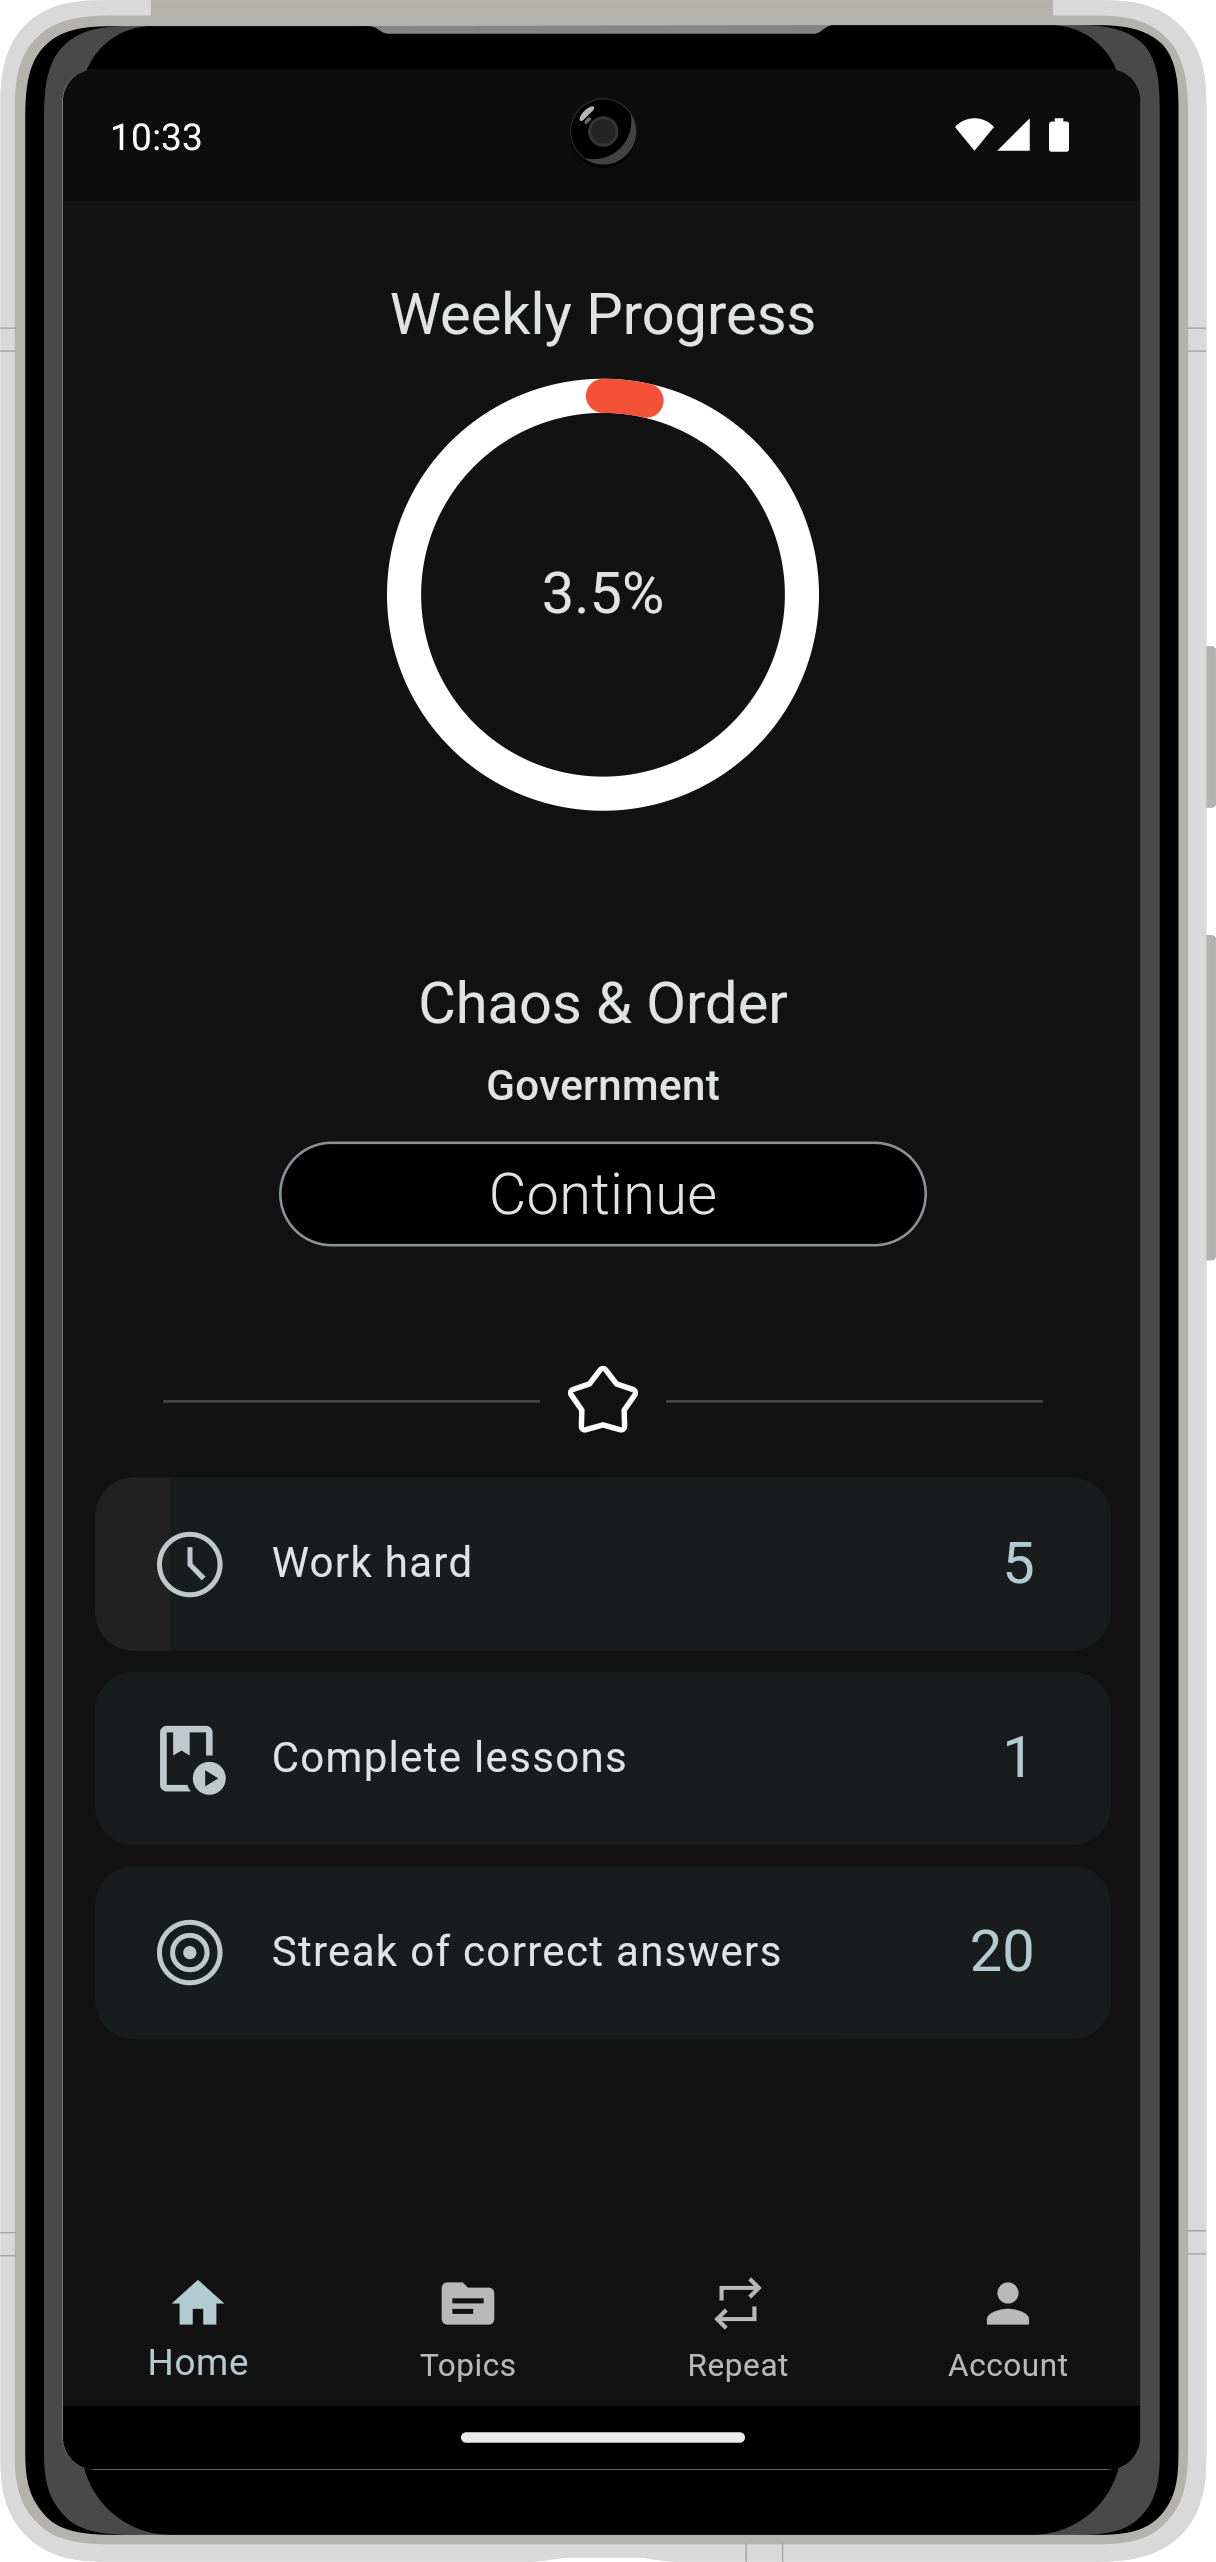 10:33
Weekly Progress
3.5%
Chaos & Order
Government
Continue
Work hard 5
Complete lessons 1
Streak of correct answers 20
Home Topics Repeat Account